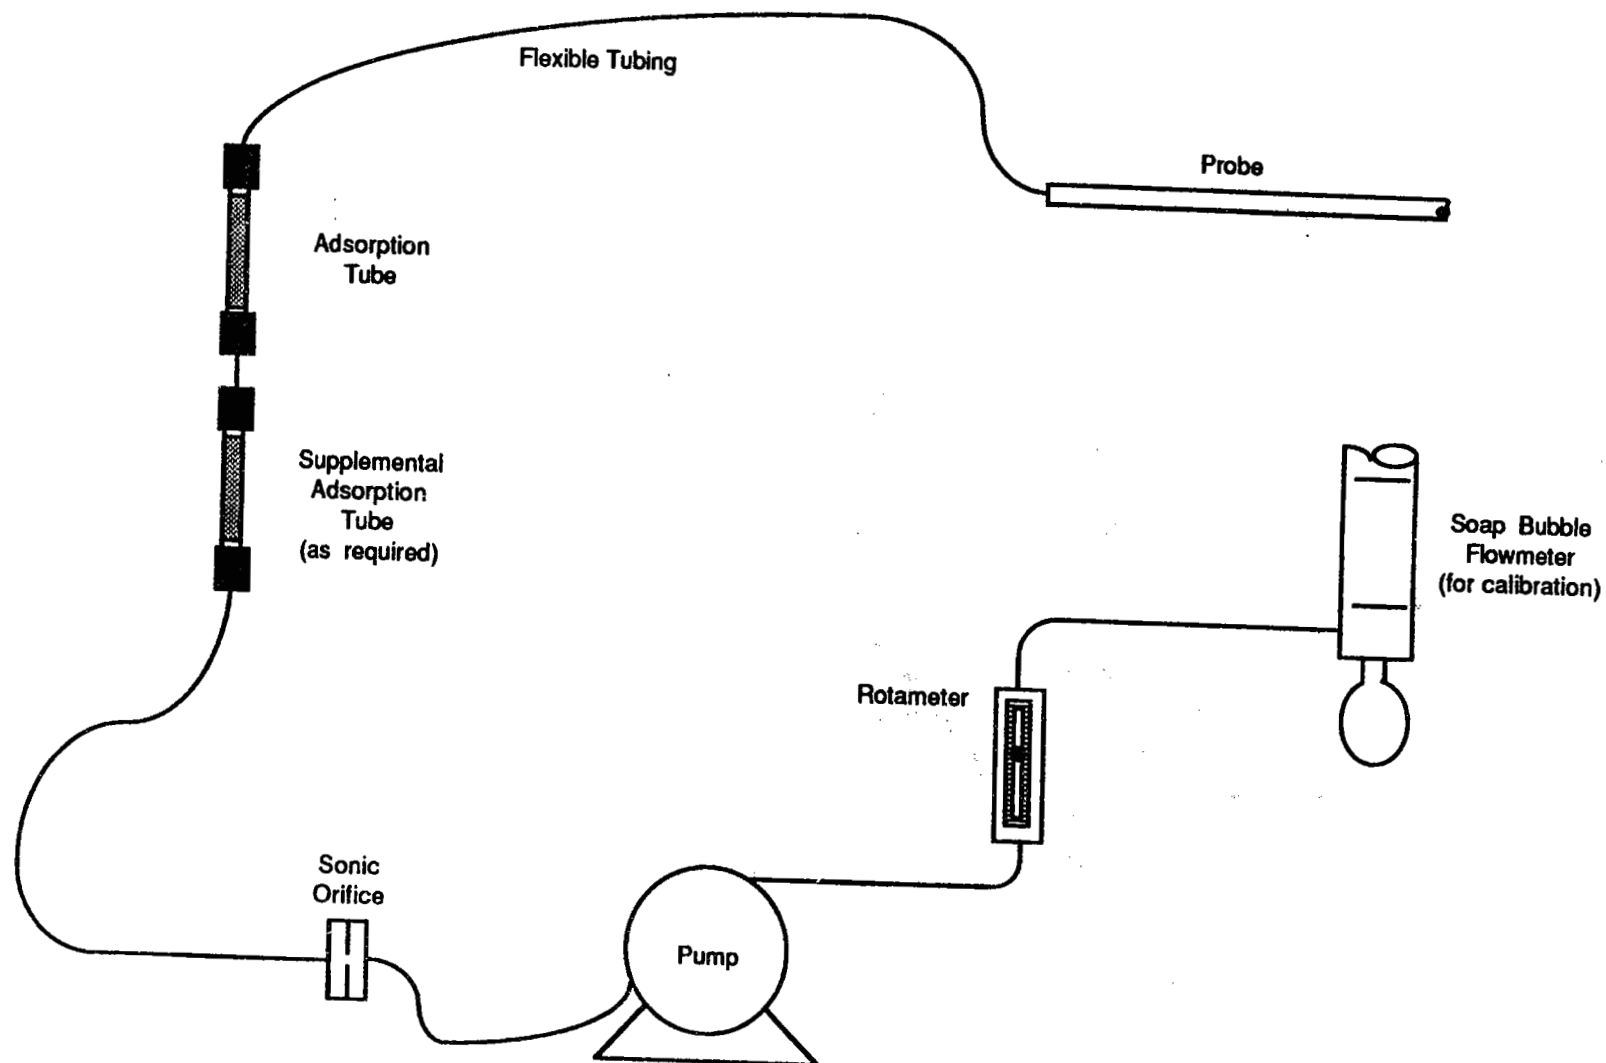 Flexible Tubing
Probe
Adsorption
Tube
Supplemental
Adsorption
Tube
(as required)
Soap Bubble
Flowmeter
(for calibration)
Rotameter
Sonic
Orifice
Pump